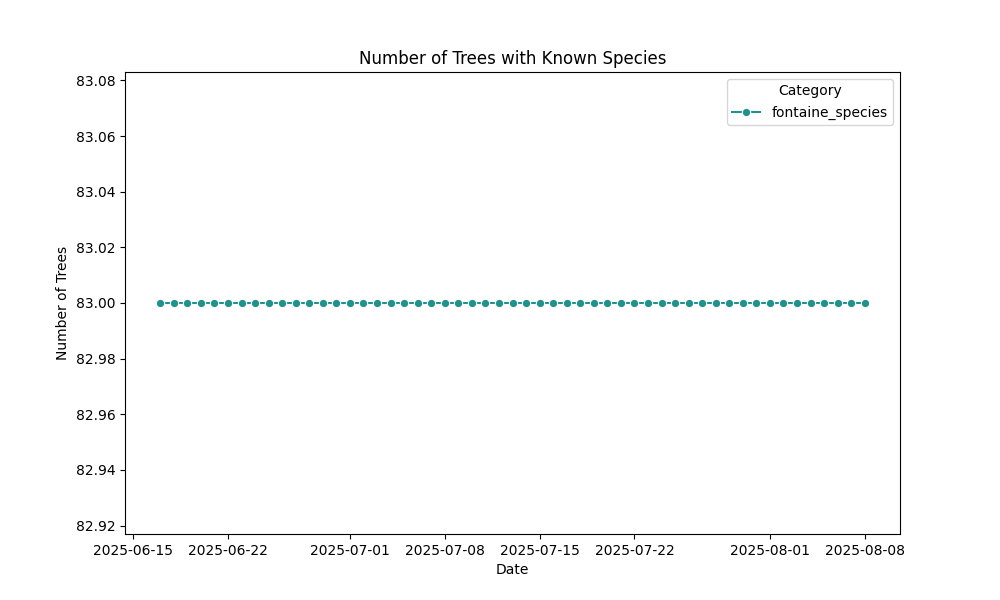 Number of Trees with Known Species
Category
fontaine_species
Number of Trees
83.08
83.06
83.04
83.02
83.00
82.98
82.96
82.94
82.92
2025-06-15 2025-06-22 2025-07-01 2025-07-08 2025-07-15 2025-07-22 2025-08-01 2025-08-08
Date